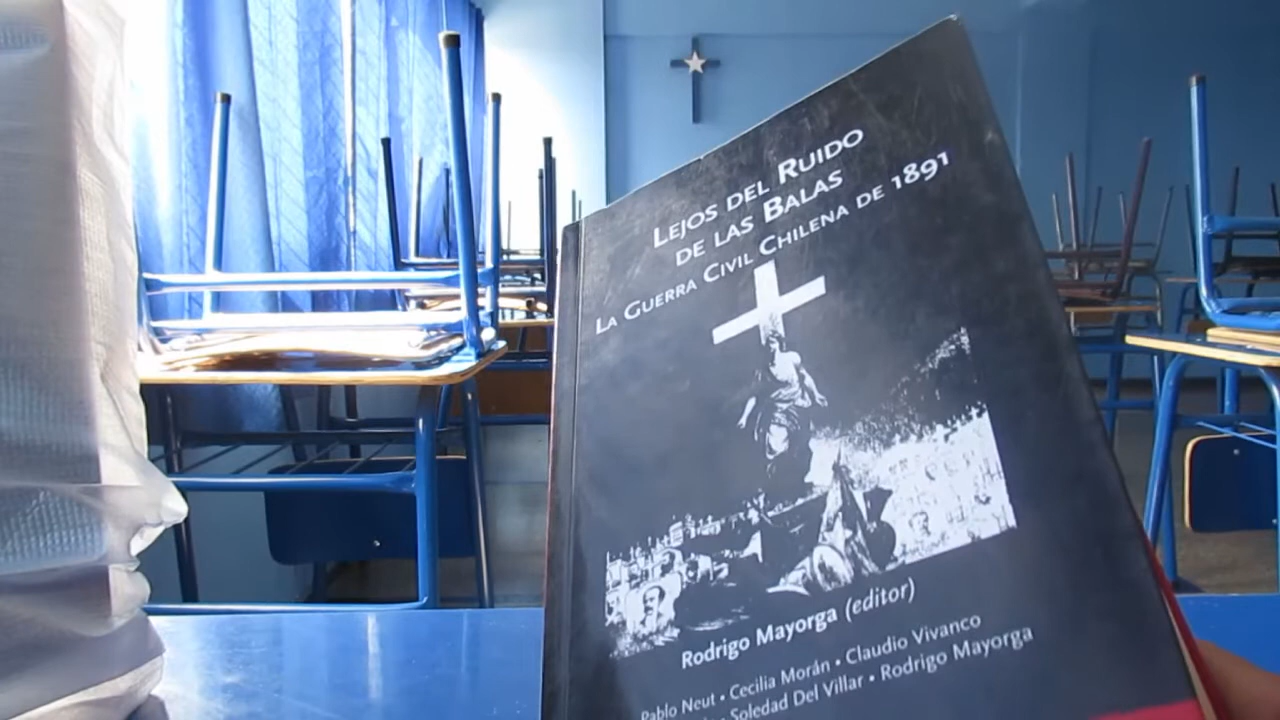 Lejos del Ruido
de las Balas
La Guerra Civil Chilena de 1891
Rodrigo Mayorga (editor)
Pablo Neut • Cecilia Morán • Claudio Vivanco
• Soledad Del Villar • Rodrigo Mayorga